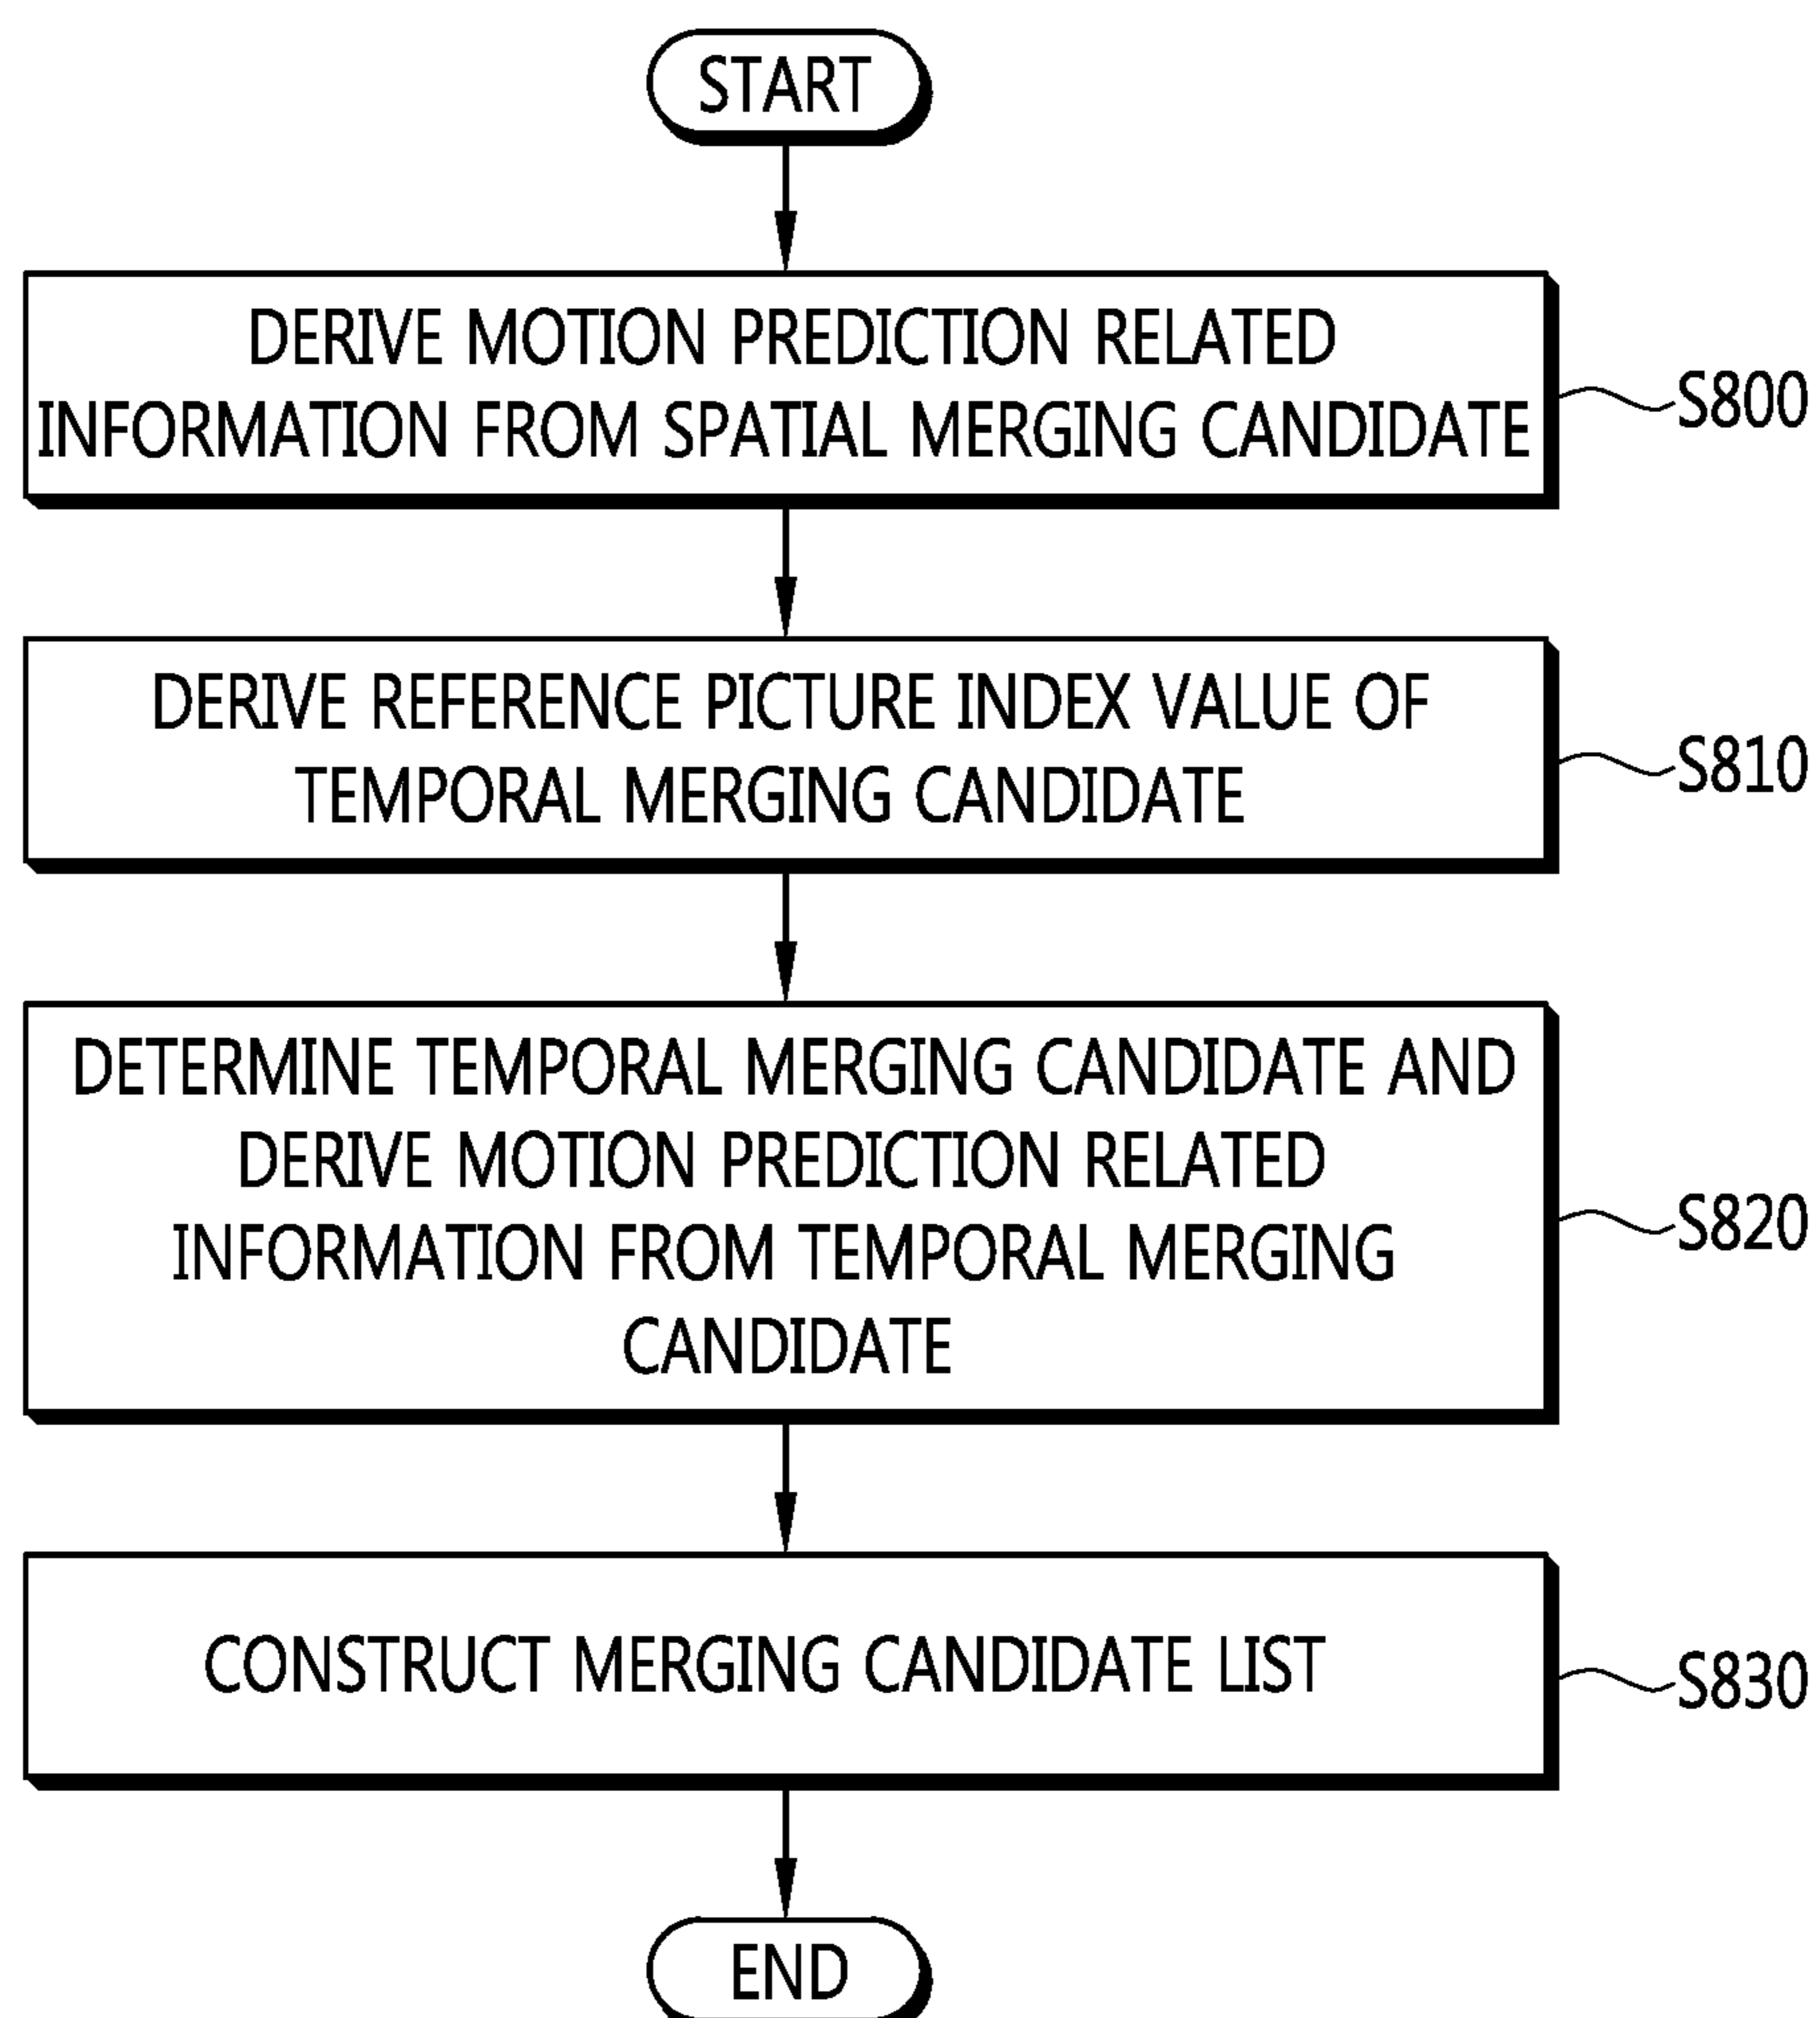 START
DERIVE MOTION PREDICTION RELATED
INFORMATION FROM SPATIAL MERGING CANDIDATE
S800
DERIVE REFERENCE PICTURE INDEX VALUE OF
TEMPORAL MERGING CANDIDATE
S810
DETERMINE TEMPORAL MERGING CANDIDATE AND
DERIVE MOTION PREDICTION RELATED
INFORMATION FROM TEMPORAL MERGING
CANDIDATE
S820
CONSTRUCT MERGING CANDIDATE LIST
S830
END